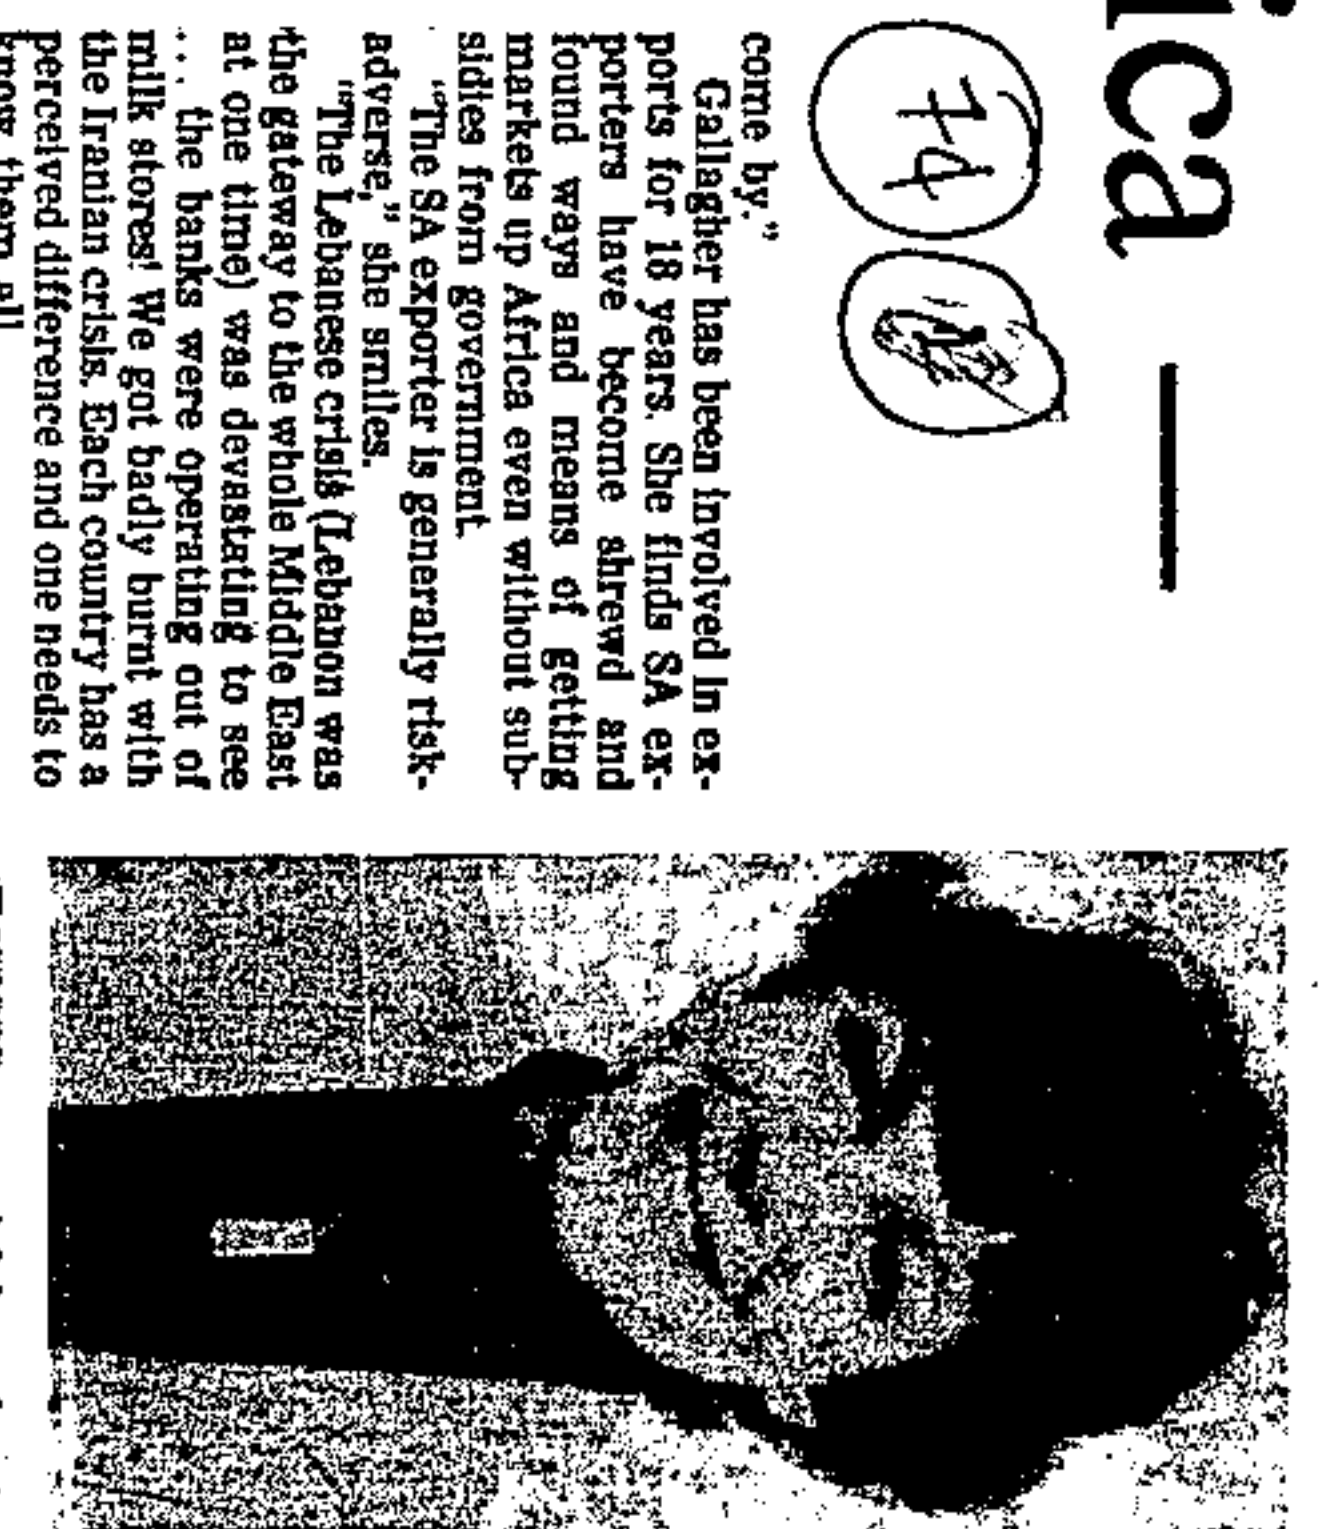 ica —
74
come by."
Gallagher has been involved in ex-
ports for 18 years. She finds SA ex-
porters have become shrewd and
found ways and means of getting
markets up Africa even without sub-
sidies from government.
"The SA exporter is generally risk-
adverse," she smiles.
"The Lebanese crisis (Lebanon was
the gateway to the whole Middle East
at one time) was devastating to see
... the banks were operating out of
milk stores! We got badly burnt with
the Iranian crisis. Each country has a
perceived difference and one needs to
know them all